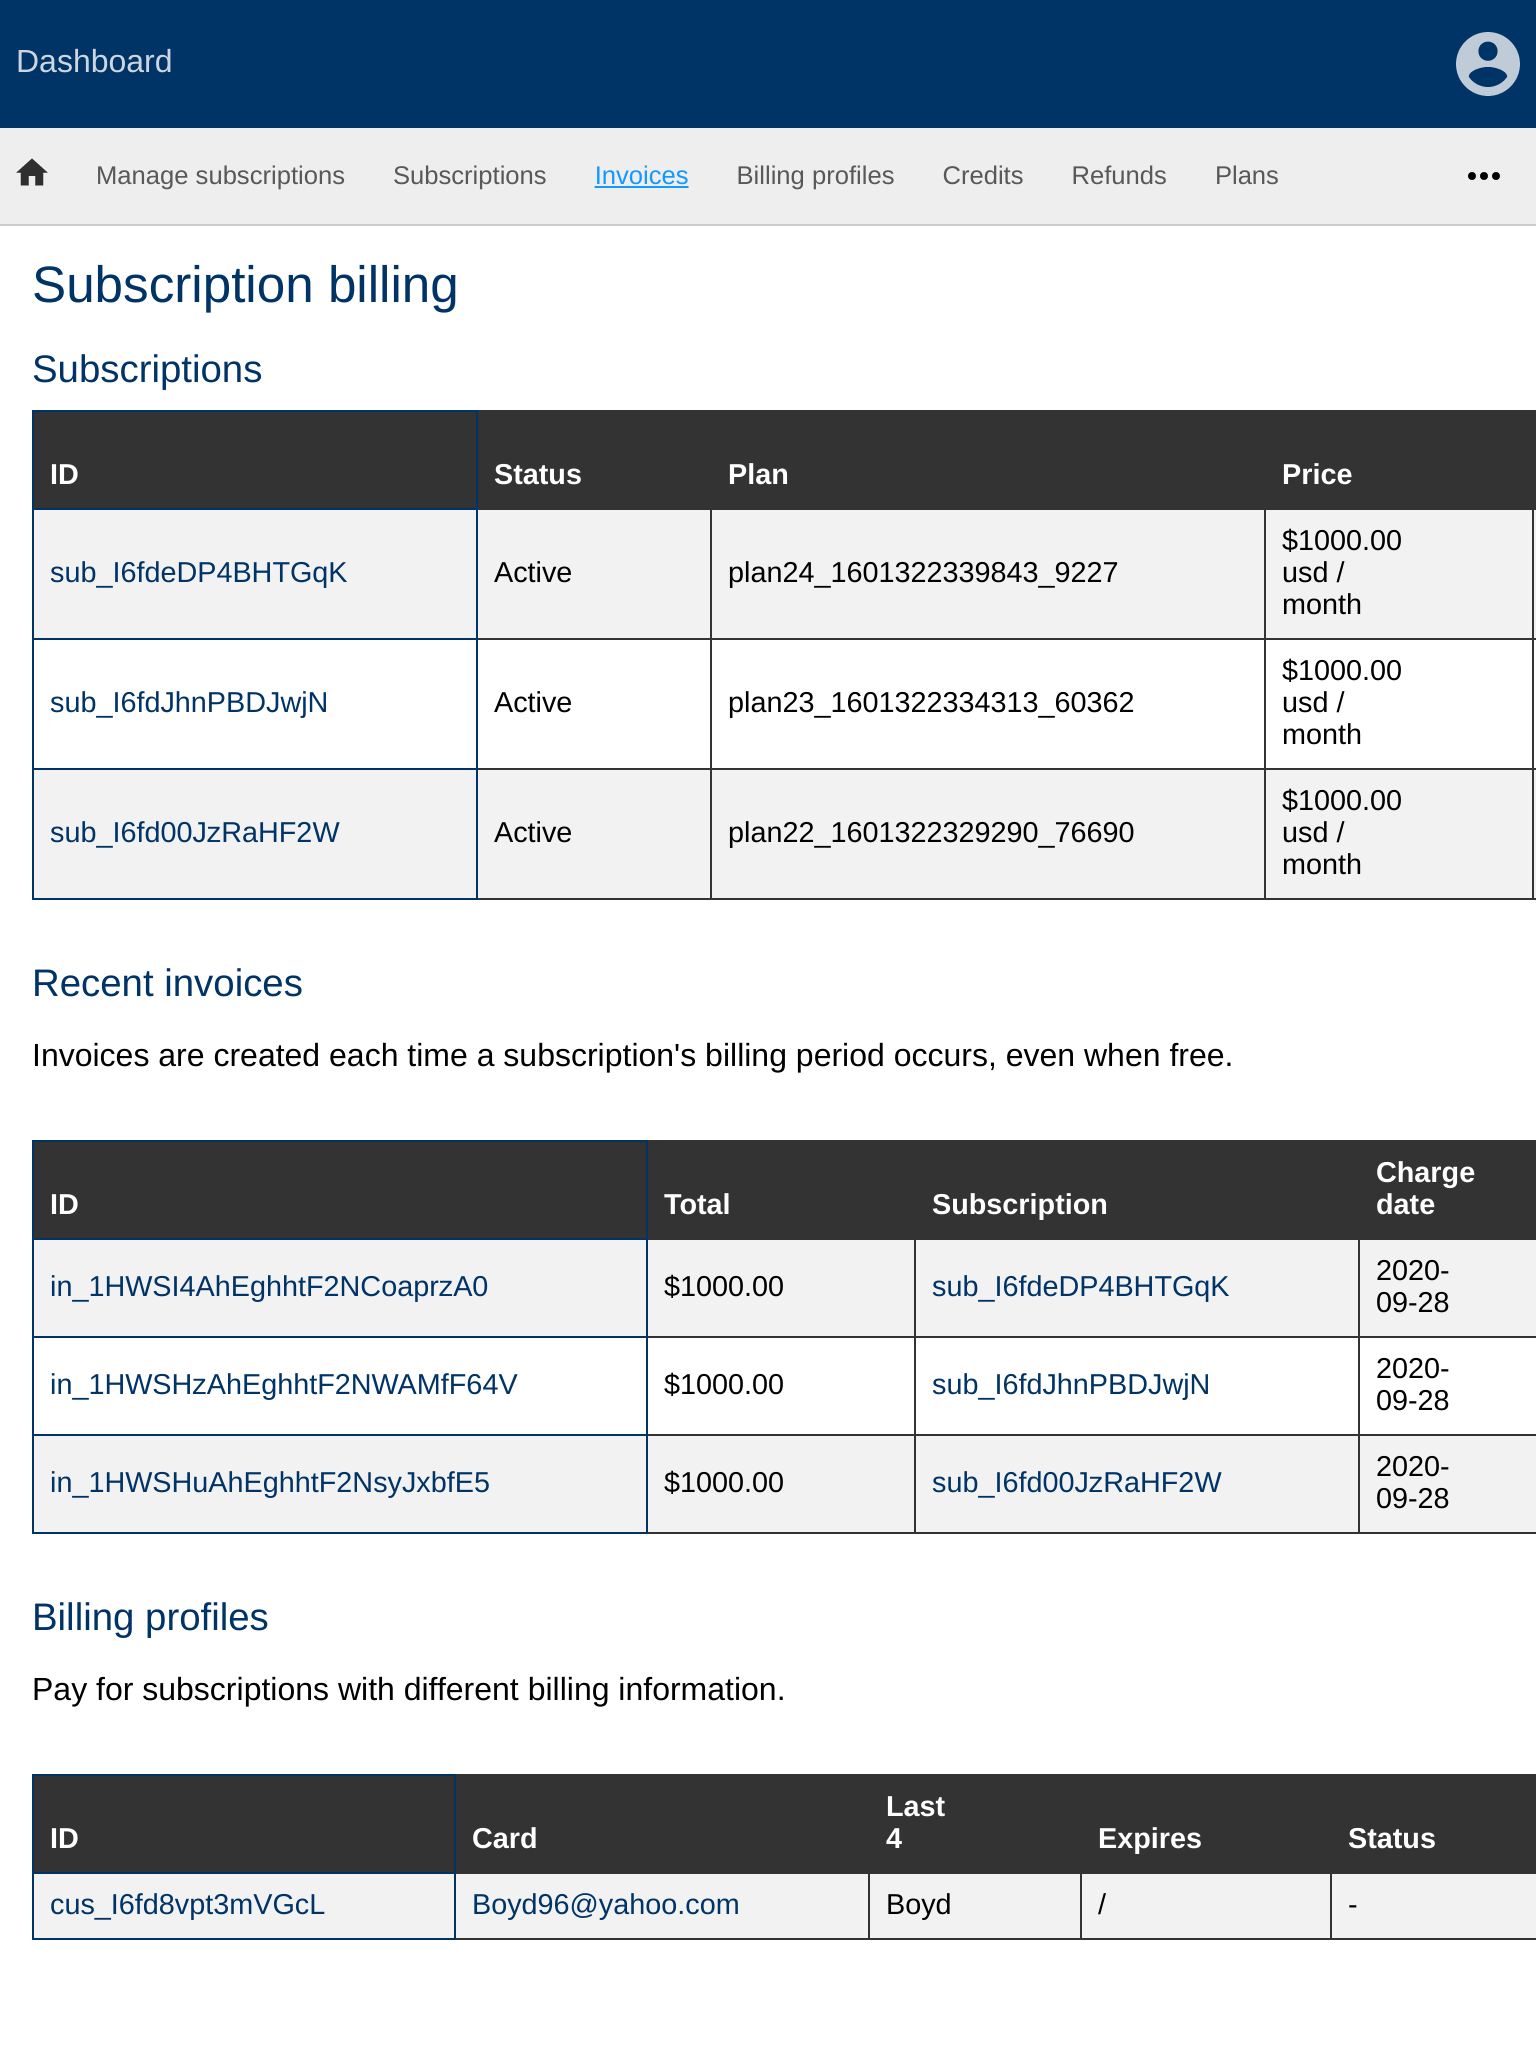 Dashboard
Manage subscriptions Subscriptions Invoices Billing profiles Credits Refunds Plans
Subscription billing
Subscriptions
ID Status Plan Price
sub_I6fdeDP4BHTGqK Active plan24_1601322339843_9227 $1000.00 usd / month
sub_I6fdJhnPBDJwjN Active plan23_1601322334313_60362 $1000.00 usd / month
sub_I6fd00JzRaHF2W Active plan22_1601322329290_76690 $1000.00 usd / month
Recent invoices
Invoices are created each time a subscription's billing period occurs, even when free.
ID Total Subscription Charge date
in_1HWSI4AhEghhtF2NCoaprzA0 $1000.00 sub_I6fdeDP4BHTGqK 2020-09-28
in_1HWSHzAhEghhtF2NWAMfF64V $1000.00 sub_I6fdJhnPBDJwjN 2020-09-28
in_1HWSHuAhEghhtF2NsyJxbfE5 $1000.00 sub_I6fd00JzRaHF2W 2020-09-28
Billing profiles
Pay for subscriptions with different billing information.
ID Card Last 4 Expires Status
cus_I6fd8vpt3mVGcL Boyd96@yahoo.com Boyd / -